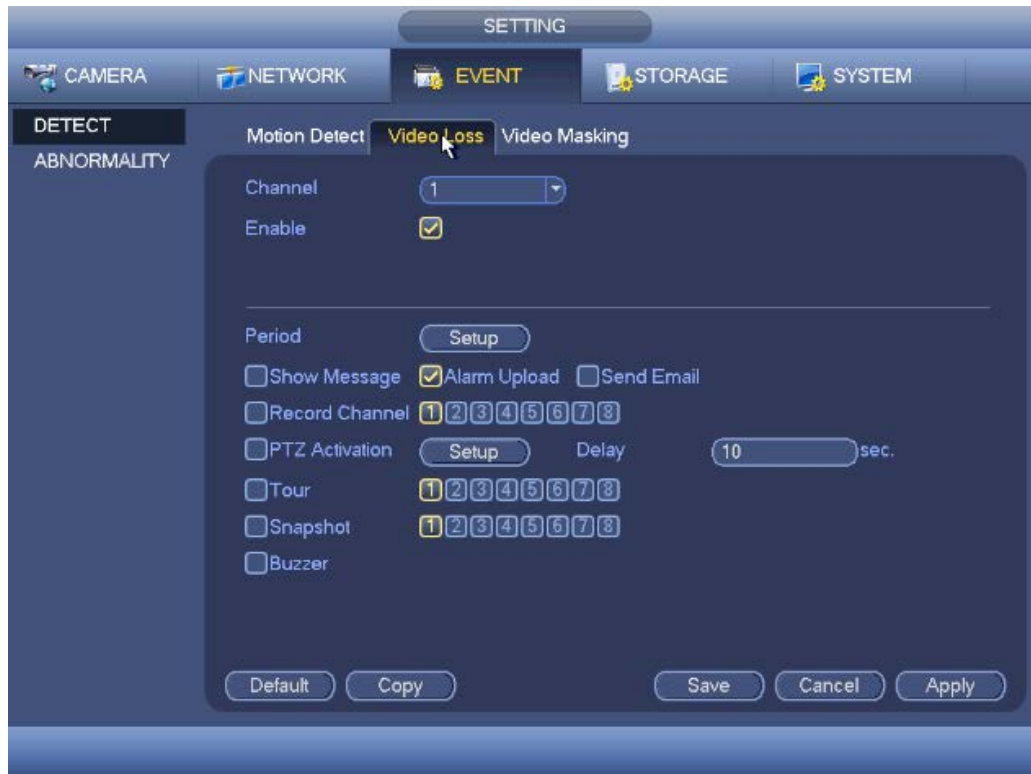 SETTING
CAMERA NETWORK EVENT STORAGE SYSTEM
DETECT
ABNORMALITY
Motion Detect Video Loss Video Masking
Channel 1
Enable
Period Setup
Show Message Alarm Upload Send Email
Record Channel 1 2 3 4 5 6 7 8
PTZ Activation Setup Delay 10 sec.
Tour 1 2 3 4 5 6 7 8
Snapshot 1 2 3 4 5 6 7 8
Buzzer
Default Copy Save Cancel Apply